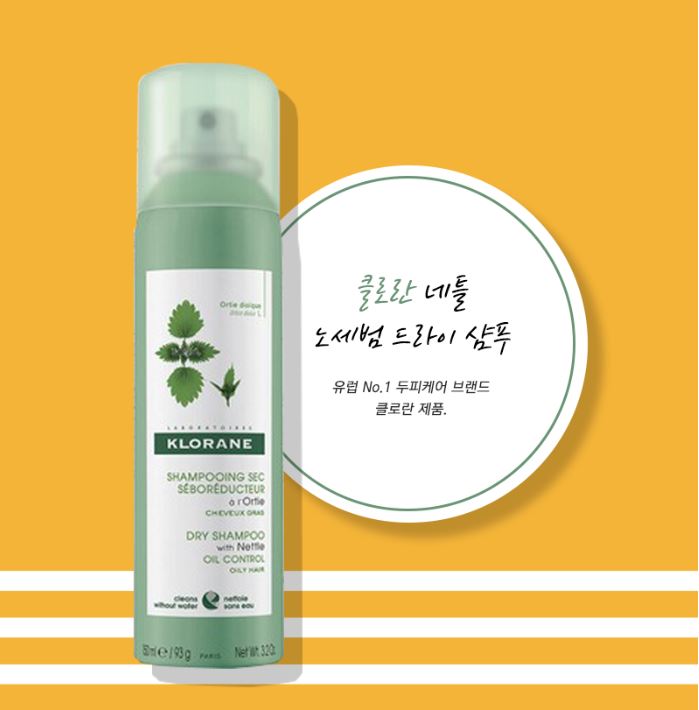 Ortie dioïque
LABORATOIRES
KLORANE
SHAMPOOING SEC
SÉBORÉDUCTEUR
à l'Ortie
CHEVEUX GRAS
DRY SHAMPOO
with Nettle
OIL CONTROL
OILY HAIR
cleans without water
nettoie sans eau
150 ml e / 93 g PARIS Net Wt. 3.2 Oz.
클로란 네틀
노세범 드라이 샴푸
유럽 No.1 두피케어 브랜드
클로란 제품.